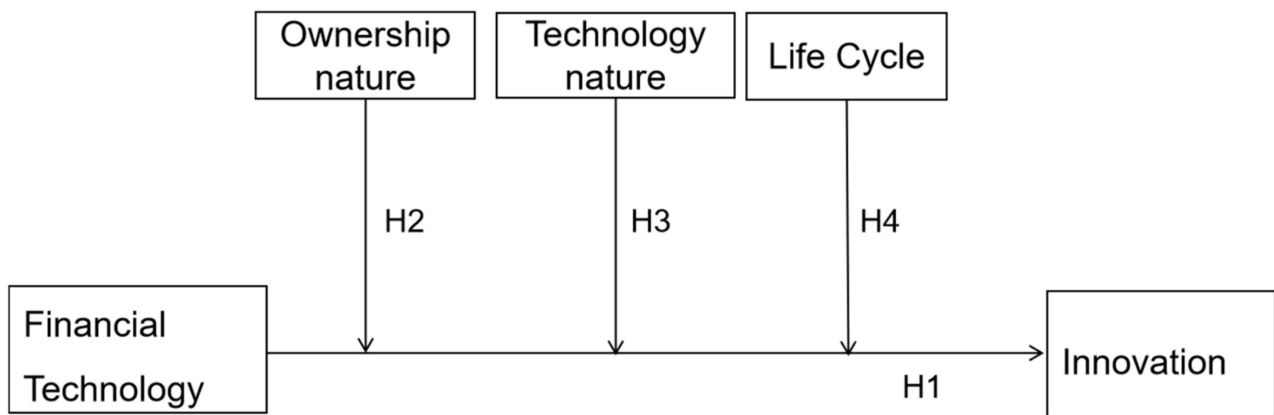 Ownership
nature
Technology
nature
Life Cycle
H2
H3
H4
Financial
Technology
H1
Innovation